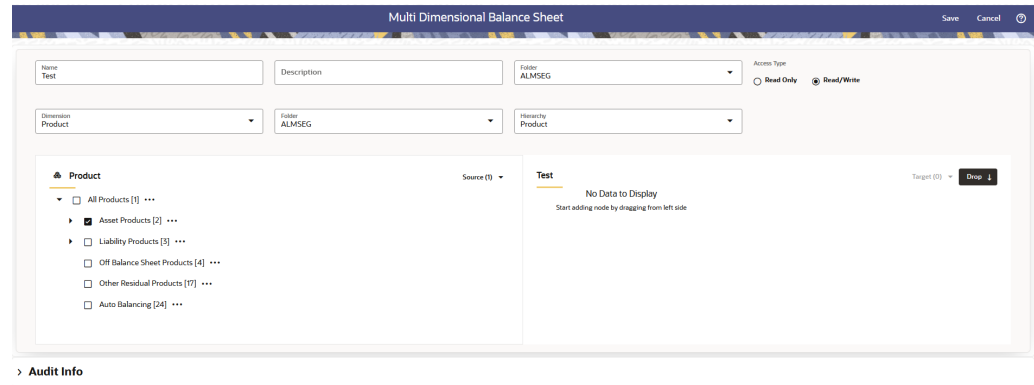 Multi Dimensional Balance Sheet
Save Cancel
Name
Test
Description
Folder
ALMSEG
Access Type
Read Only Read/Write
Dimension
Product
Folder
ALMSEG
Hierarchy
Product
Product
Source (1)
All Products [1] •••
Asset Products [2] •••
Liability Products [3] •••
Off Balance Sheet Products [4] •••
Other Residual Products [17] •••
Auto Balancing [24] •••
Test
Target (0)
Drop ↓
No Data to Display
Start adding node by dragging from left side
> Audit Info